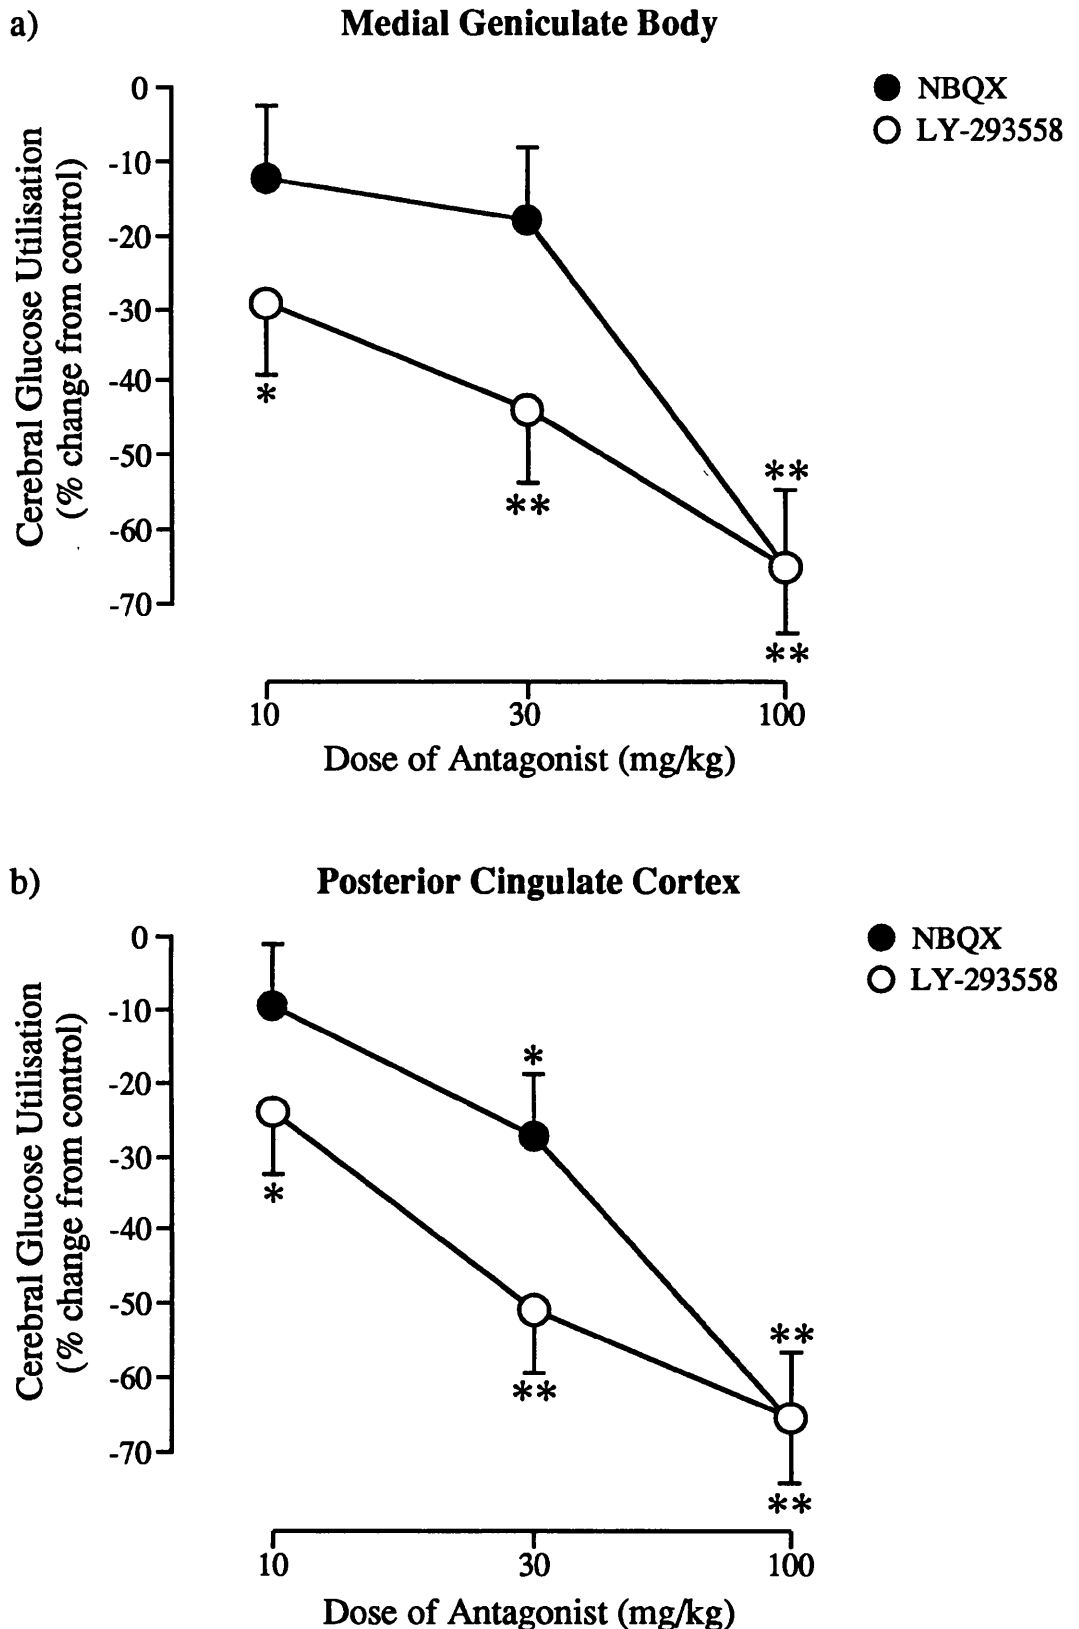 a)
Medial Geniculate Body
NBQX
LY-293558
Cerebral Glucose Utilisation
(% change from control)
0
-10
-20
-30
-40
-50
-60
-70
*
**
**
**
10 30 100
Dose of Antagonist (mg/kg)
b)
Posterior Cingulate Cortex
NBQX
LY-293558
Cerebral Glucose Utilisation
(% change from control)
0
-10
-20
-30
-40
-50
-60
-70
*
*
**
**
**
10 30 100
Dose of Antagonist (mg/kg)